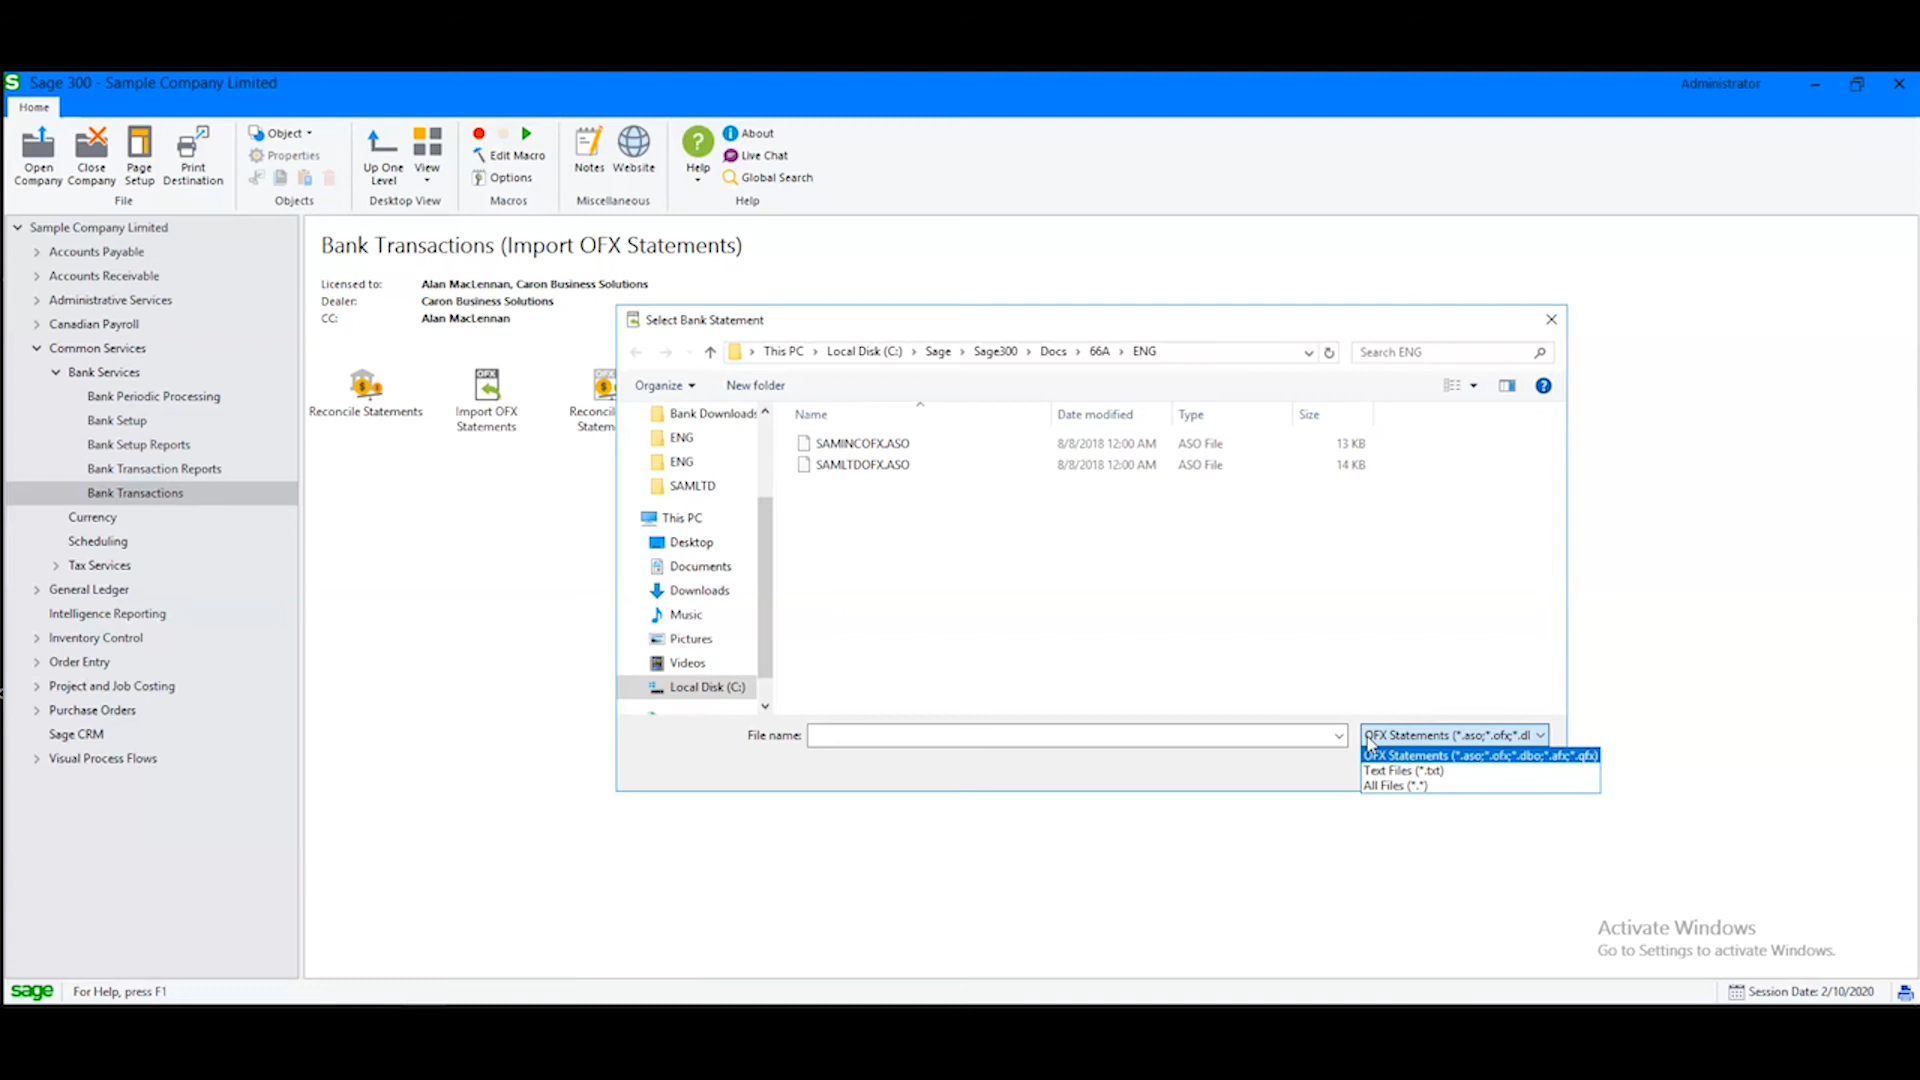 Sage 300 - Sample Company Limited
Administrator
Home
Open Company
Close Company
Page Setup
Print Destination
File
Object
Properties
Objects
Up One Level
View
Desktop View
Edit Macro
Options
Macros
Notes
Website
Miscellaneous
Help
About
Live Chat
Global Search
Help
Sample Company Limited
Accounts Payable
Accounts Receivable
Administrative Services
Canadian Payroll
Common Services
Bank Services
Bank Periodic Processing
Bank Setup
Bank Setup Reports
Bank Transaction Reports
Bank Transactions
Currency
Scheduling
Tax Services
General Ledger
Intelligence Reporting
Inventory Control
Order Entry
Project and Job Costing
Purchase Orders
Sage CRM
Visual Process Flows
Bank Transactions (Import OFX Statements)
Licensed to: Alan MacLennan, Caron Business Solutions
Dealer: Caron Business Solutions
CC: Alan MacLennan
Reconcile Statements
OFX
Import OFX Statements
Select Bank Statement
This PC > Local Disk (C:) > Sage > Sage300 > Docs > 66A > ENG
Search ENG
Organize
New folder
Bank Downloads
ENG
ENG
SAMLTD
This PC
Desktop
Documents
Downloads
Music
Pictures
Videos
Local Disk (C:)
Name Date modified Type Size
SAMINCOFX.ASO 8/8/2018 12:00 AM ASO File 13 KB
SAMLTDOFX.ASO 8/8/2018 12:00 AM ASO File 14 KB
File name:
OFX Statements (*.aso;*.ofx;*.dl
OFX Statements (*.aso;*.ofx;*.dbo;*.afx;*.qfx)
Text Files (*.txt)
All Files (*.*)
Activate Windows
Go to Settings to activate Windows.
sage
For Help, press F1
Session Date: 2/10/2020